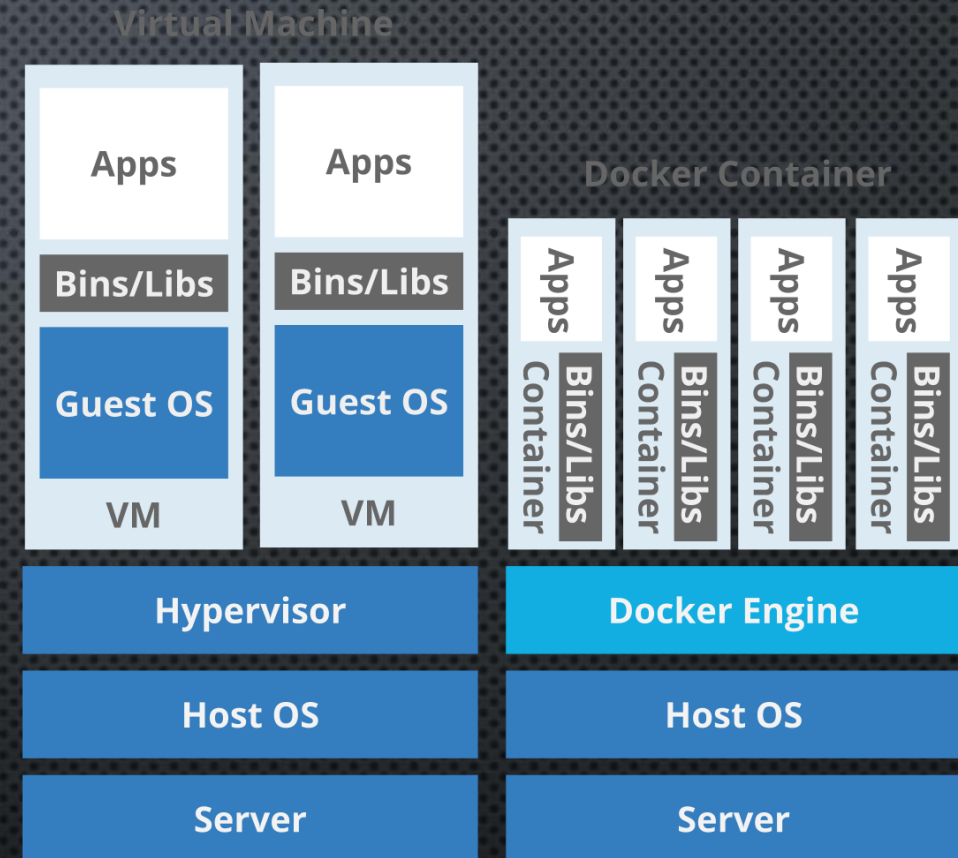 Virtual Machine
Apps
Bins/Libs
Guest OS
VM
Apps
Bins/Libs
Guest OS
VM
Hypervisor
Host OS
Server
Docker Container
Apps
Bins/Libs
Container
Apps
Bins/Libs
Container
Apps
Bins/Libs
Container
Apps
Bins/Libs
Container
Docker Engine
Host OS
Server